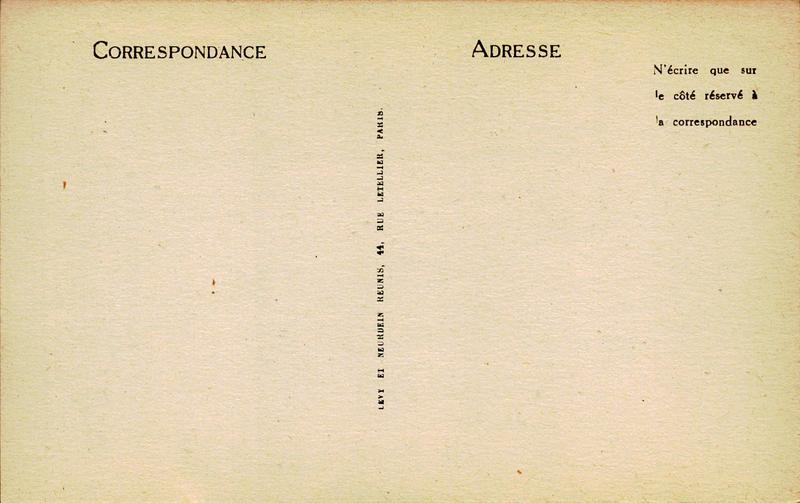 CORRESPONDANCE
ADRESSE
N'écrire que sur
le côté réservé à
la correspondance
LEVY ET NEURDEIN REUNIS, 44, RUE LETELLIER, PARIS.